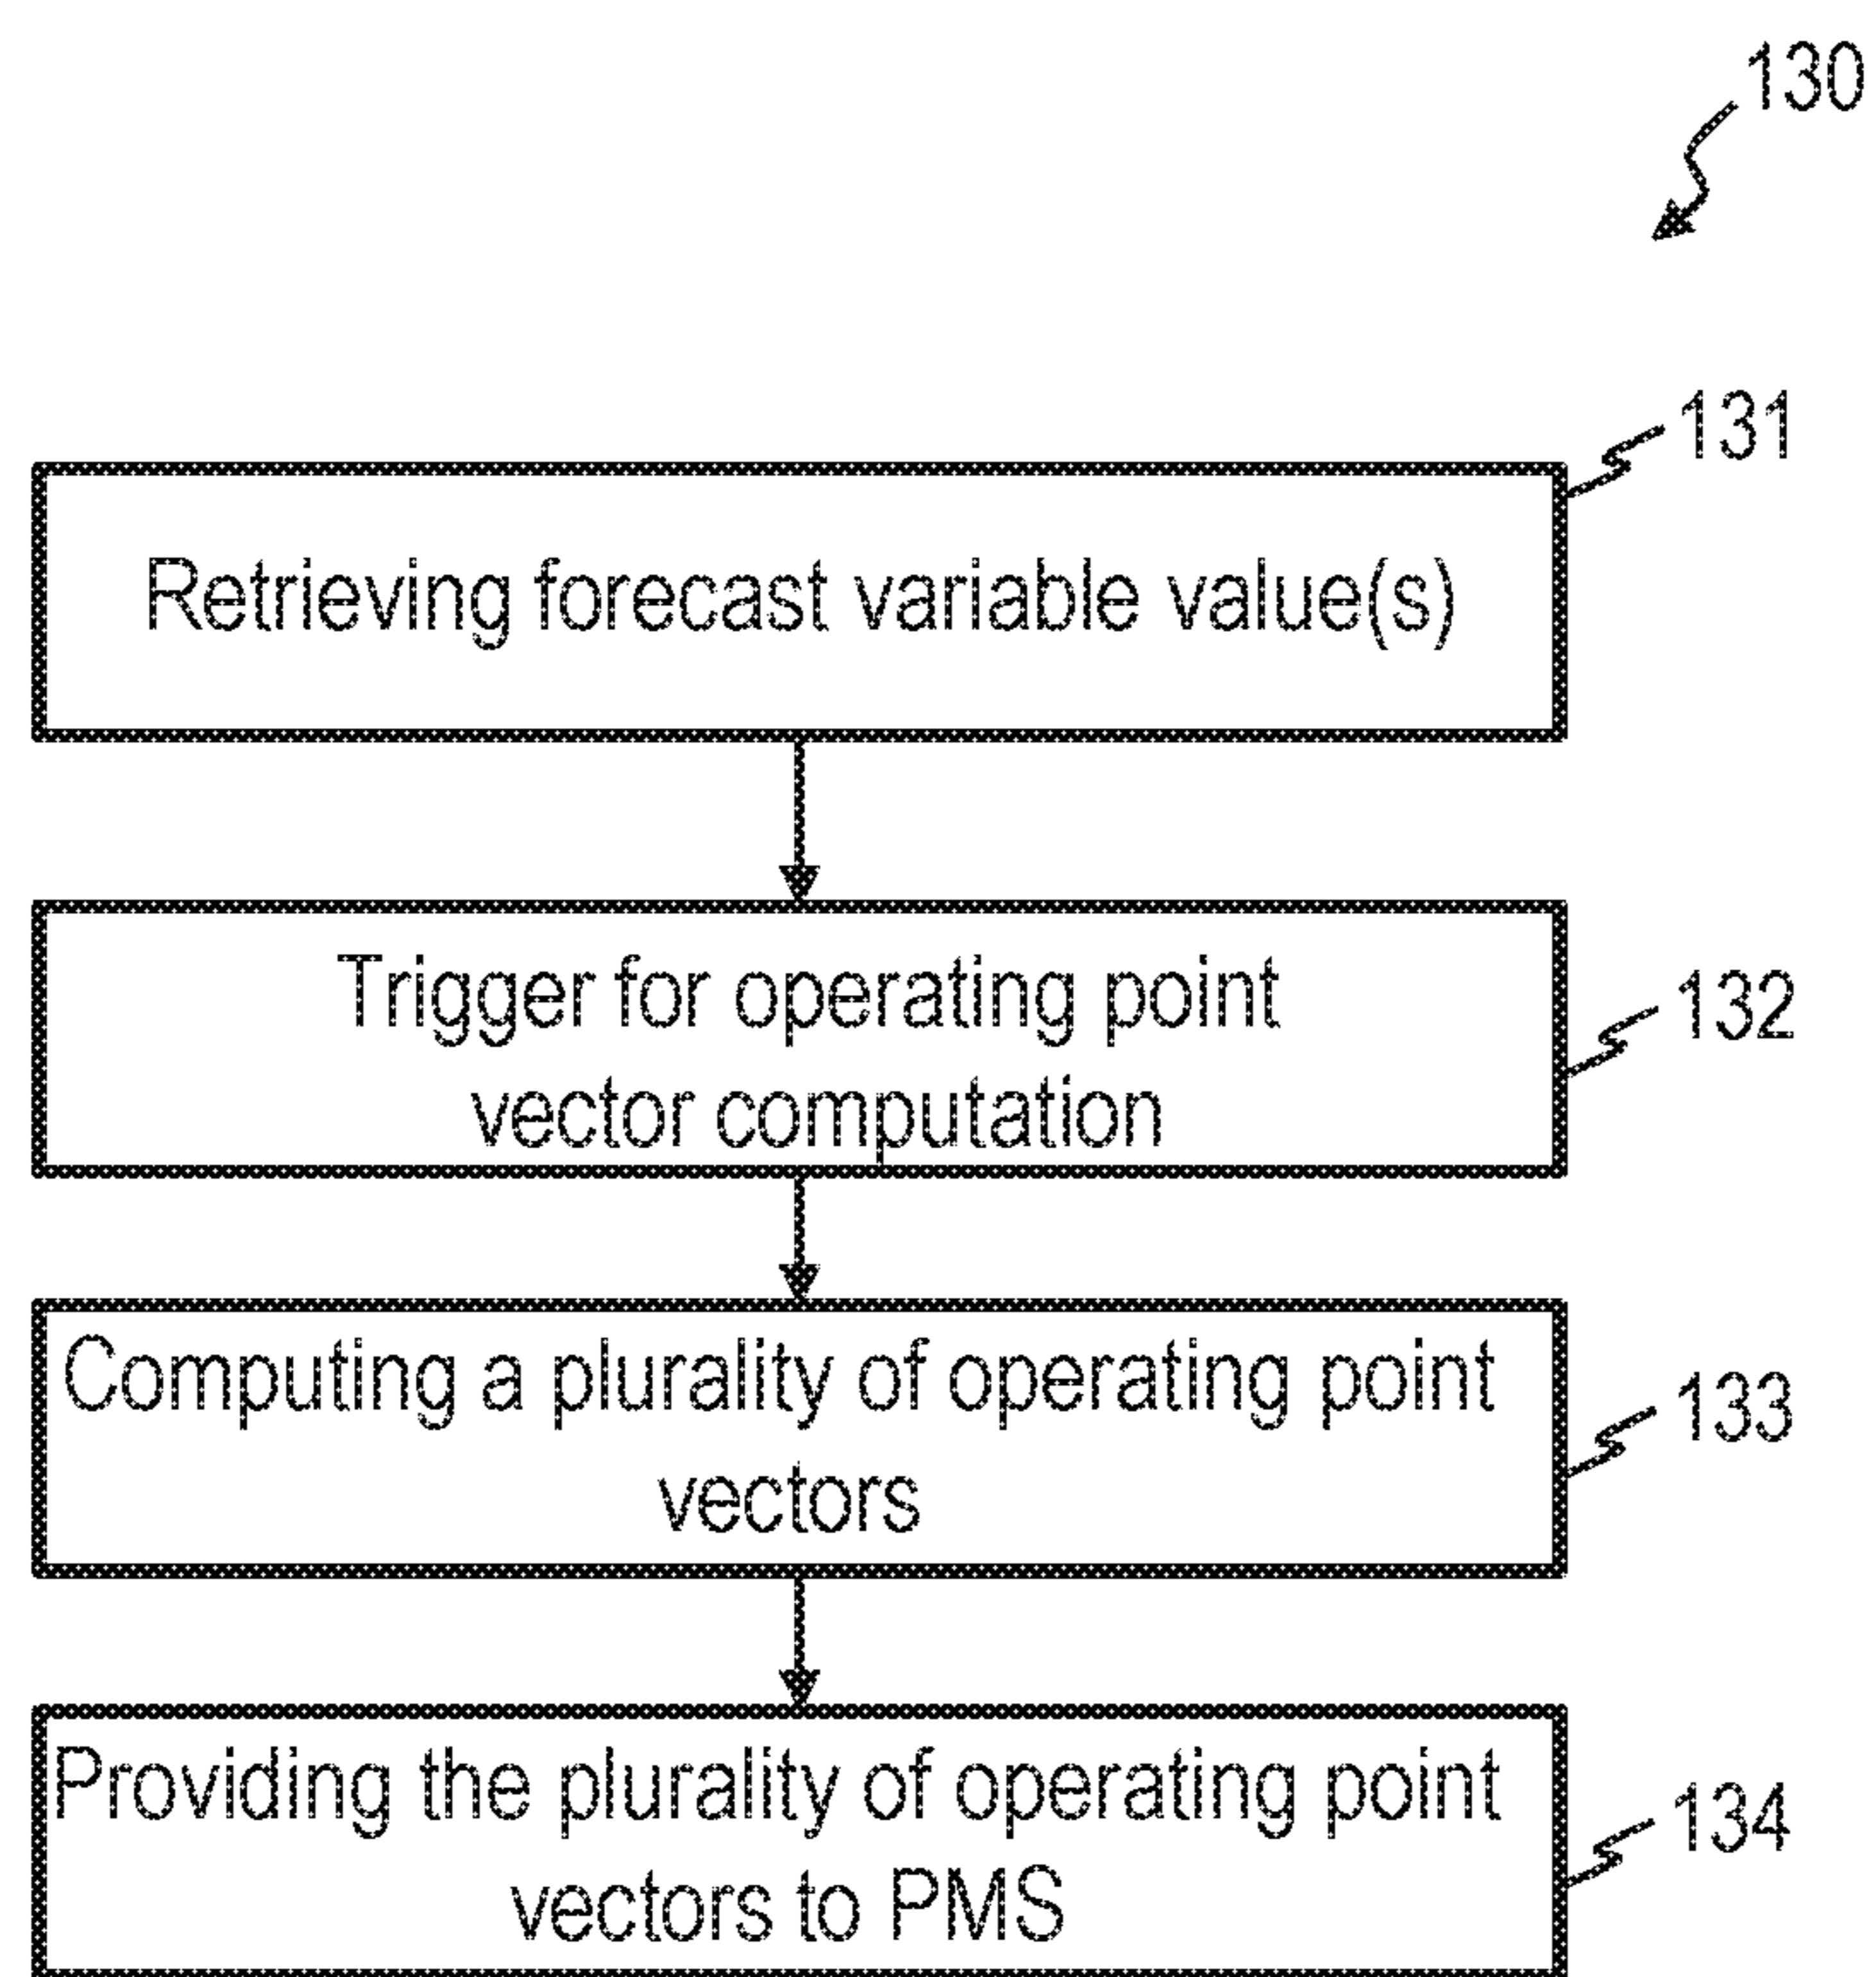 130
131
Retrieving forecast variable value(s)
Trigger for operating point
vector computation
132
Computing a plurality of operating point
vectors
133
Providing the plurality of operating point
vectors to PMS
134